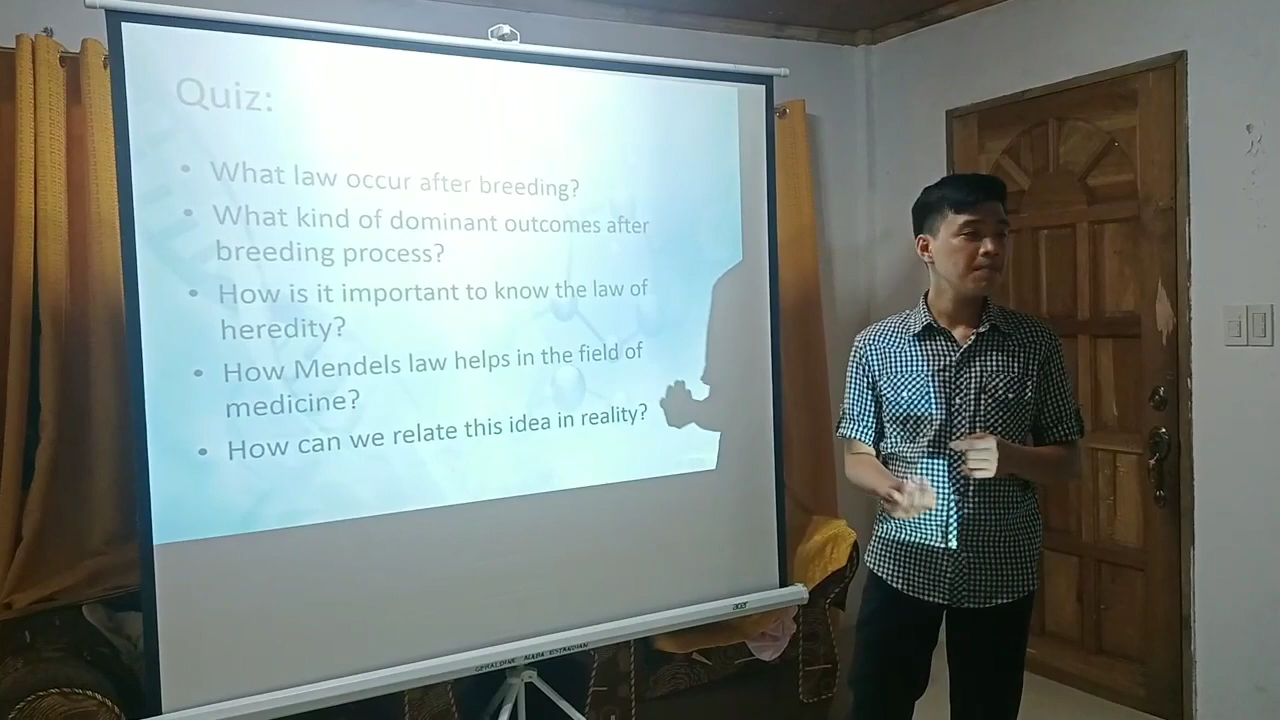 Quiz:
• What law occur after breeding?
• What kind of dominant outcomes after
breeding process?
• How is it important to know the law of
heredity?
• How Mendels law helps in the field of
medicine?
• How can we relate this idea in reality?
acer
GERALDINE